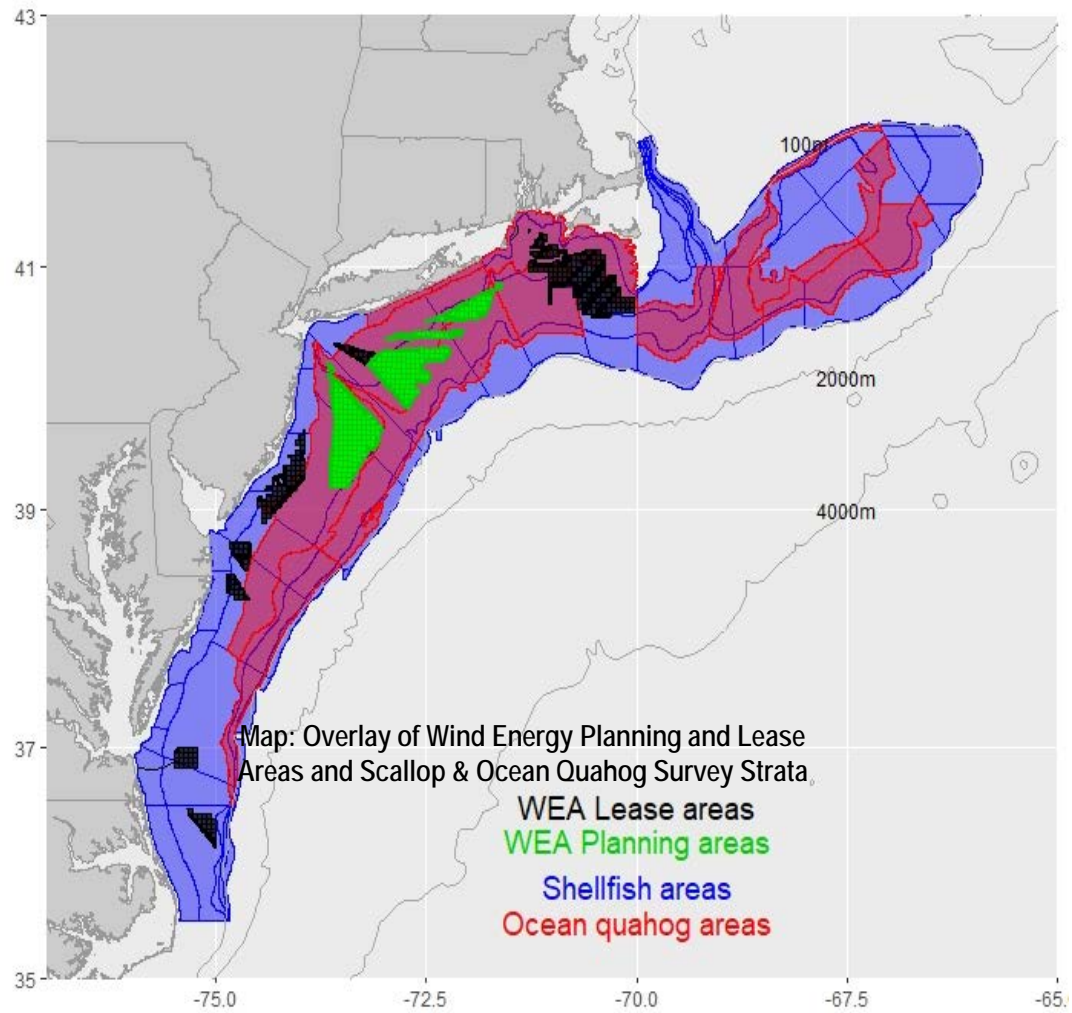 43
41
39
37
35
100m
2000m
4000m
Map: Overlay of Wind Energy Planning and Lease
Areas and Scallop & Ocean Quahog Survey Strata
WEA Lease areas
WEA Planning areas
Shellfish areas
Ocean quahog areas
-75.0 -72.5 -70.0 -67.5 -65.